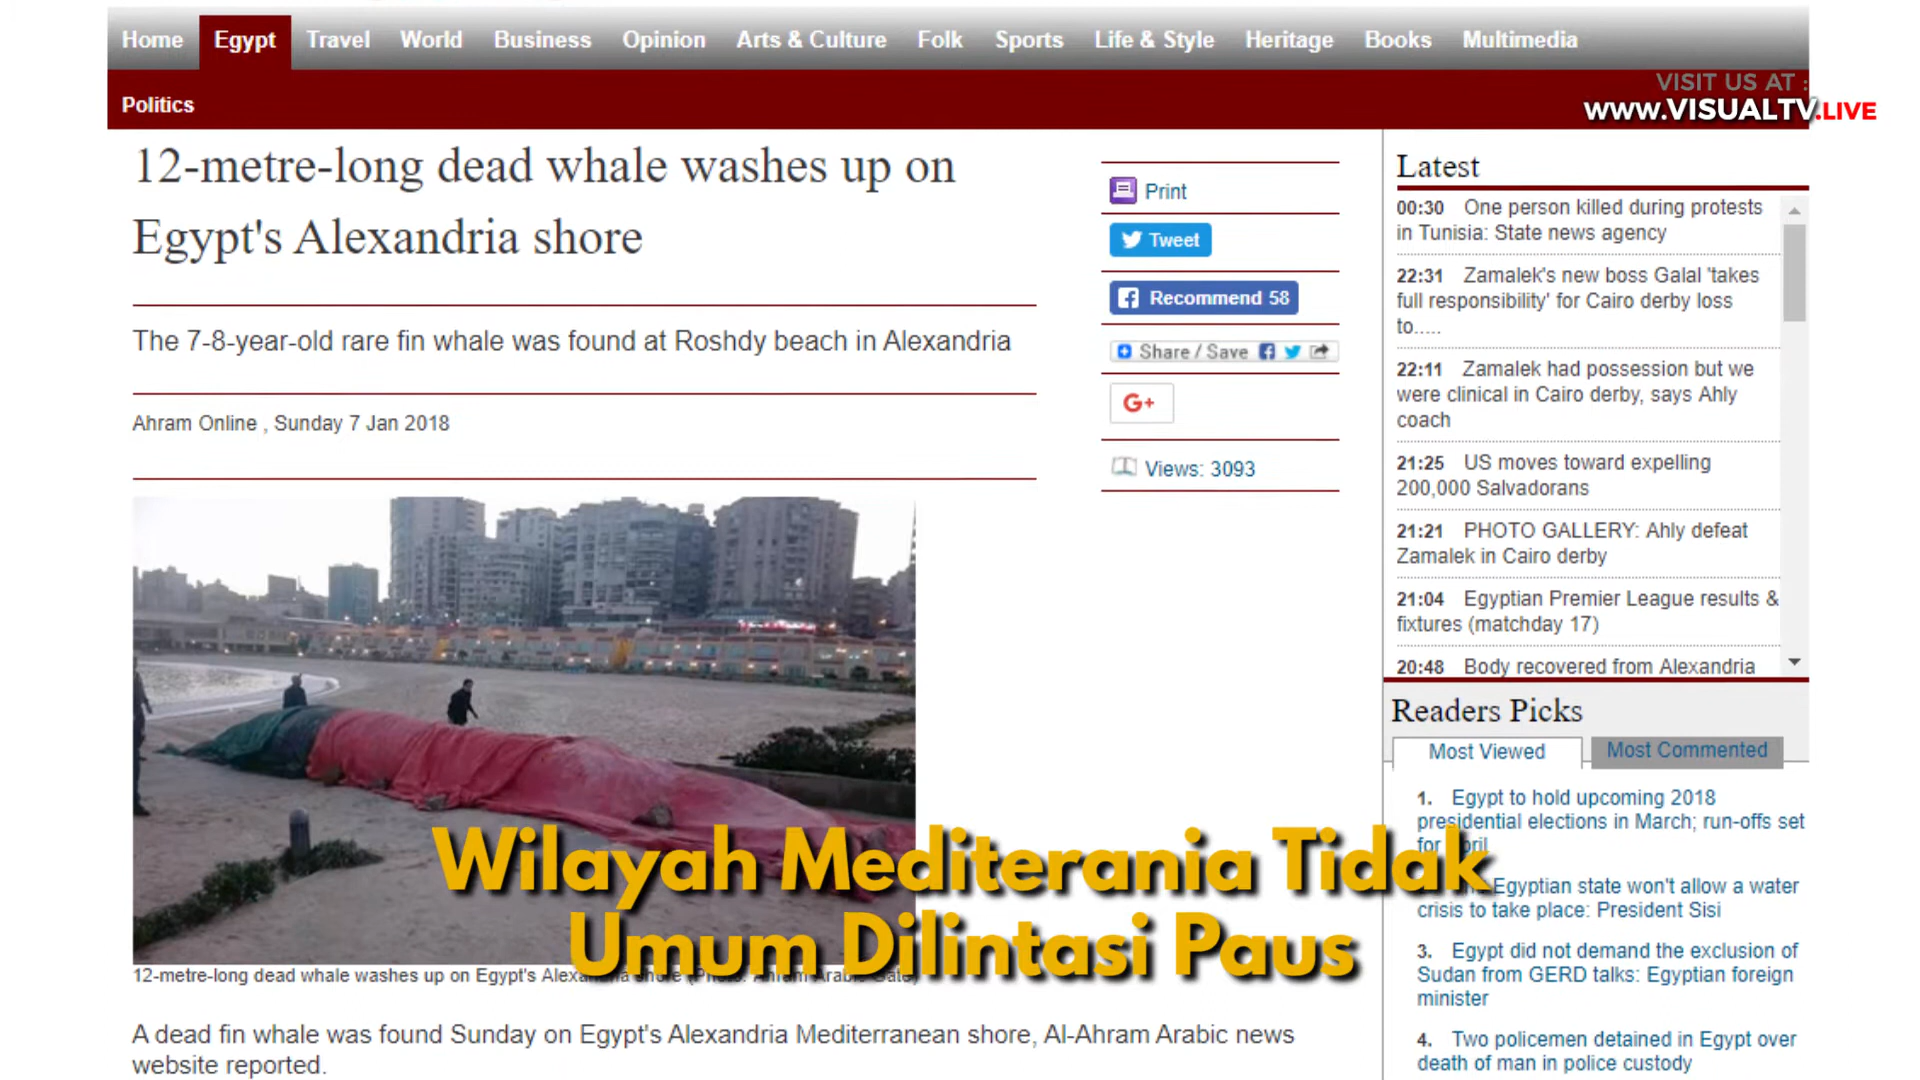 Home Egypt Travel World Business Opinion Arts & Culture Folk Sports Life & Style Heritage Books Multimedia
Politics
VISIT US AT :
WWW.VISUALTV.LIVE
12-metre-long dead whale washes up on
Egypt's Alexandria shore
The 7-8-year-old rare fin whale was found at Roshdy beach in Alexandria
Ahram Online , Sunday 7 Jan 2018
Print
Tweet
Recommend 58
Share / Save
G+
Views: 3093
Latest
00:30 One person killed during protests
in Tunisia: State news agency
22:31 Zamalek's new boss Galal 'takes
full responsibility' for Cairo derby loss
to.....
22:11 Zamalek had possession but we
were clinical in Cairo derby, says Ahly
coach
21:25 US moves toward expelling
200,000 Salvadorans
21:21 PHOTO GALLERY: Ahly defeat
Zamalek in Cairo derby
21:04 Egyptian Premier League results &
fixtures (matchday 17)
20:48 Body recovered from Alexandria
Readers Picks
Most Viewed Most Commented
1. Egypt to hold upcoming 2018
presidential elections in March; run-offs set
for
Egyptian state won't allow a water
crisis to take place: President Sisi
3. Egypt did not demand the exclusion of
Sudan from GERD talks: Egyptian foreign
minister
4. Two policemen detained in Egypt over
death of man in police custody
Wilayah Mediterania Tidak
Umum Dilintasi Paus
12-metre-long dead whale washes up on Egypt's
A dead fin whale was found Sunday on Egypt's Alexandria Mediterranean shore, Al-Ahram Arabic news
website reported.